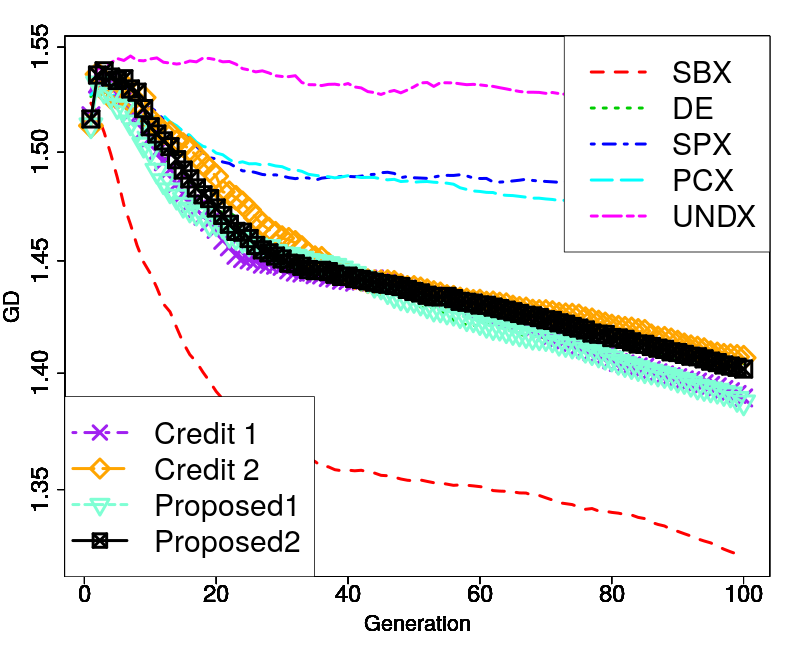 1.55
1.50
1.45
1.40
1.35
GD
SBX
DE
SPX
PCX
UNDX
Credit 1
Credit 2
Proposed1
Proposed2
0 20 40 60 80 100
Generation